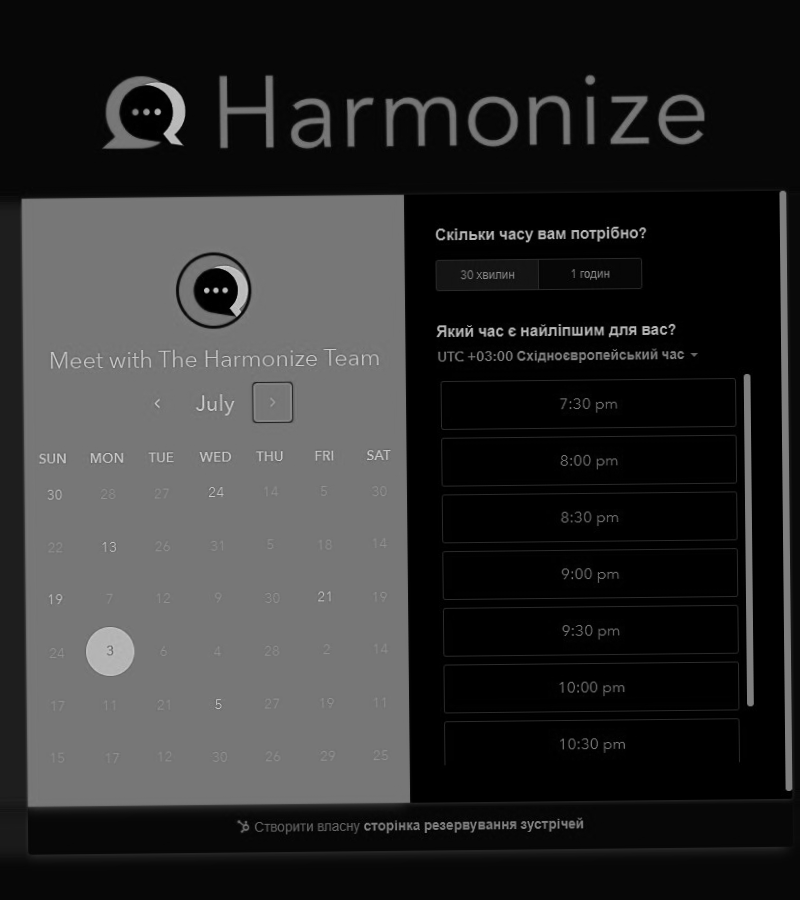 Harmonize
Meet with The Harmonize Team
July
SUN MON TUE WED THU FRI SAT
30 28 27 24 14 5 30
22 13 26 31 5 18 14
19 7 12 9 30 21 19
24 3 6 4 28 2 14
17 11 21 5 27 19 11
15 17 12 30 26 29 25
Скільки часу вам потрібно?
30 хвилин 1 годин
Який час є найліпшим для вас?
UTC +03:00 Східноєвропейський час
7:30 pm
8:00 pm
8:30 pm
9:00 pm
9:30 pm
10:00 pm
10:30 pm
Створити власну сторінка резервування зустрічей